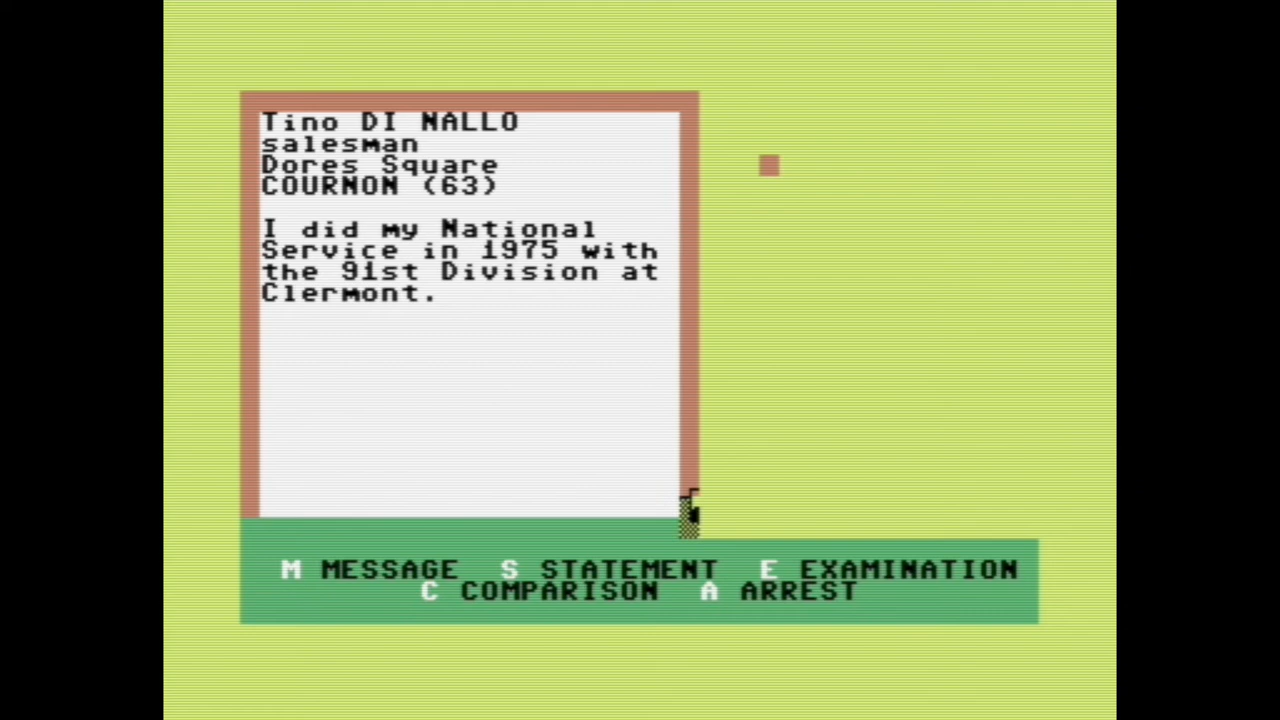 Tino DI NALLO
salesman
Dores Square
COURNON (63)
I did my National
Service in 1975 with
the 91st Division at
Clermont.
M MESSAGE S STATEMENT E EXAMINATION
C COMPARISON A ARREST